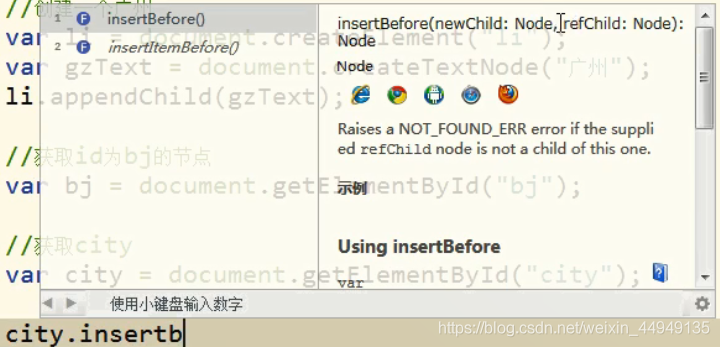 //创建一个广州
1 F insertBefore()
2 F insertItemBefore()
insertBefore(newChild: Node, refChild: Node):
Node
Node
Raises a NOT_FOUND_ERR error if the suppli
ed refChild node is not a child of this one.
示例
Using insertBefore
var
使用小键盘输入数字
var li = document.createElement("li");
var gzText = document.createTextNode("广州");
li.appendChild(gzText);
//获取id为bj的节点
var bj = document.getElementById("bj");
//获取city
var city = document.getElementById("city");
city.insertb
https://blog.csdn.net/weixin_44949135